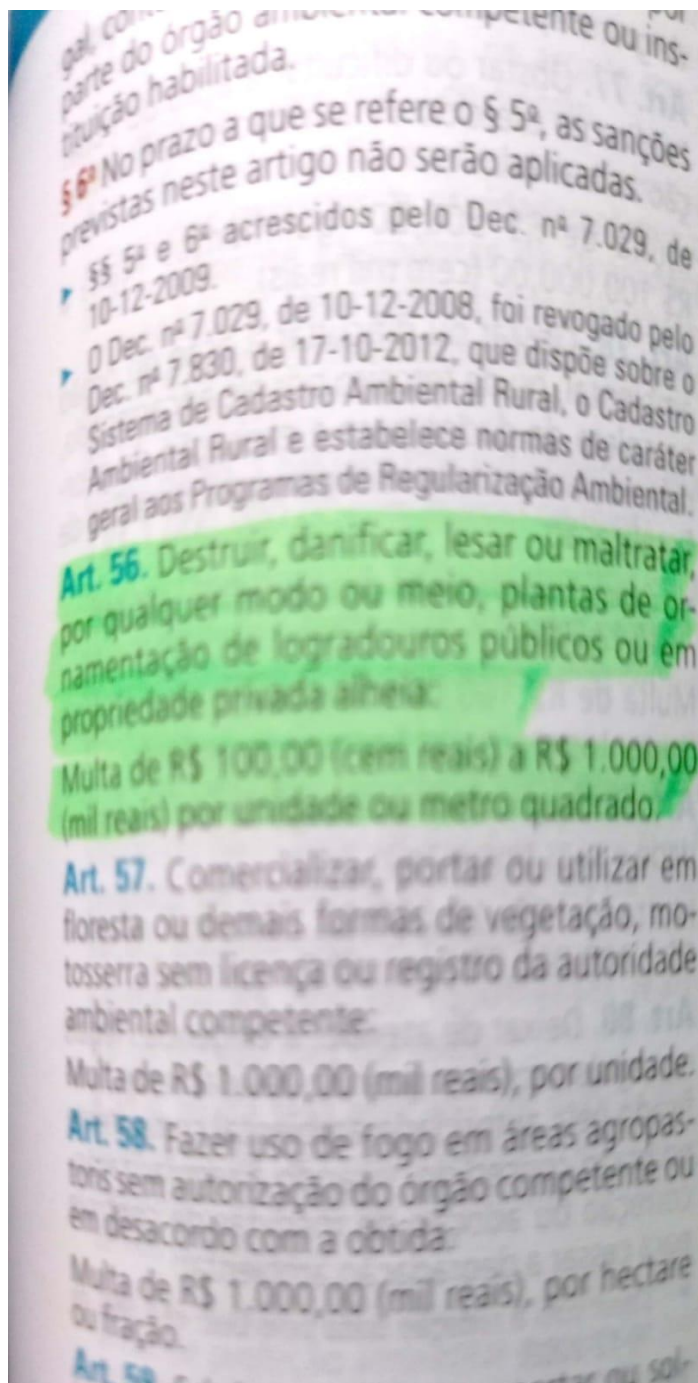 gal,
parte do órgão competente ou ins-
tituição habilitada.
§ 6º No prazo a que se refere o § 5º, as sanções
previstas neste artigo não serão aplicadas.
▸ §§ 5º e 6º acrescidos pelo Dec. nº 7.029, de
10-12-2009.
▸ O Dec. nº 7.029, de 10-12-2008, foi revogado pelo
Dec. nº 7.830, de 17-10-2012, que dispõe sobre o
Sistema de Cadastro Ambiental Rural, o Cadastro
Ambiental Rural e estabelece normas de caráter
geral aos Programas de Regularização Ambiental.
Art. 56. Destruir, danificar, lesar ou maltratar,
por qualquer modo ou meio, plantas de or-
namentação de logradouros públicos ou em
propriedade privada alheia:
Multa de R$ 100,00 (cem reais) a R$ 1.000,00
(mil reais) por unidade ou metro quadrado.
Art. 57. Comercializar, portar ou utilizar em
floresta ou demais formas de vegetação, mo-
tosserra sem licença ou registro da autoridade
ambiental competente:
Multa de R$ 1.000,00 (mil reais), por unidade.
Art. 58. Fazer uso de fogo em áreas agropas-
toris sem autorização do órgão competente ou
em desacordo com a obtida:
Multa de R$ 1.000,00 (mil reais), por hectare
ou fração.
Art. 59. ou sol-